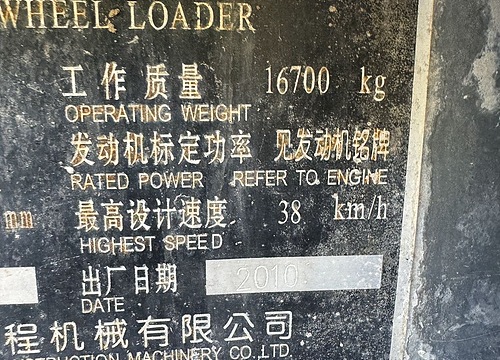 WHEEL LOADER
工作质量 16700 kg
OPERATING WEIGHT
发动机标定功率 见发动机铭牌
RATED POWER REFER TO ENGINE
mm 最高设计速度 38 km/h
HIGHEST SPEED
出厂日期 2010
DATE
程机械有限公司
MACHINERY CO.,LTD.